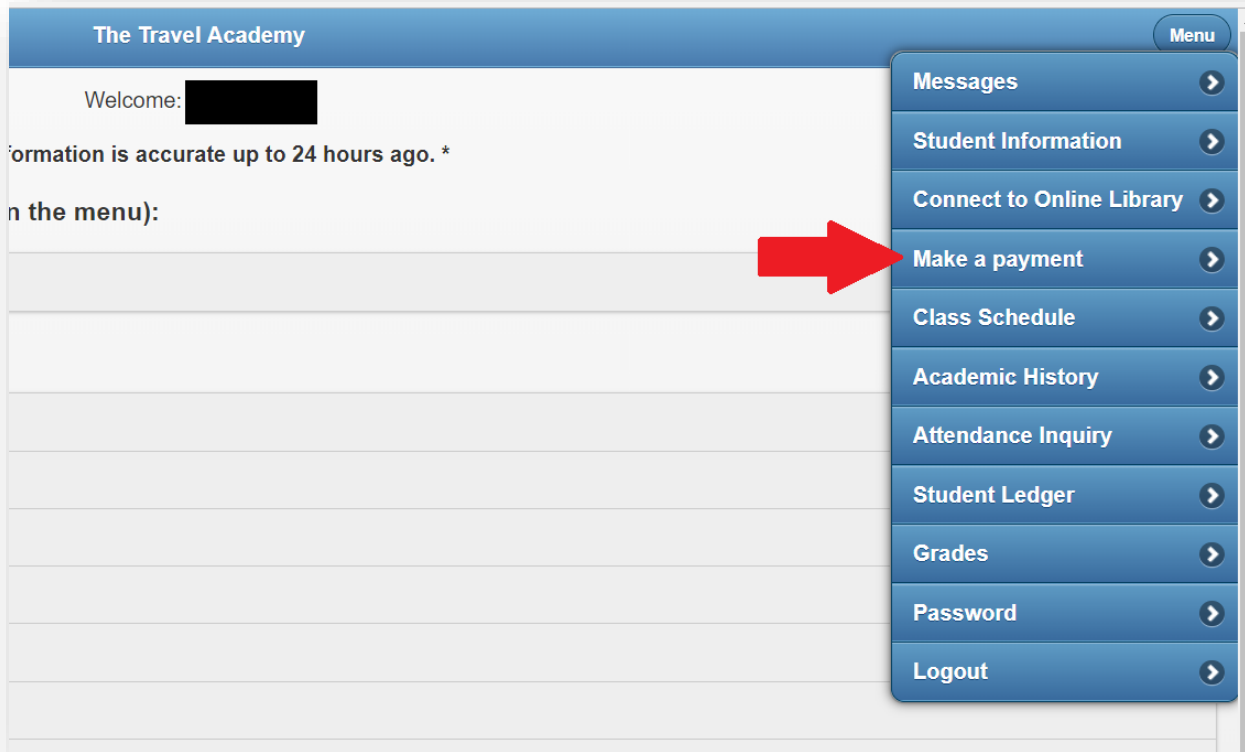 The Travel Academy
Menu
Welcome:
formation is accurate up to 24 hours ago. *
n the menu):
Messages
Student Information
Connect to Online Library
Make a payment
Class Schedule
Academic History
Attendance Inquiry
Student Ledger
Grades
Password
Logout